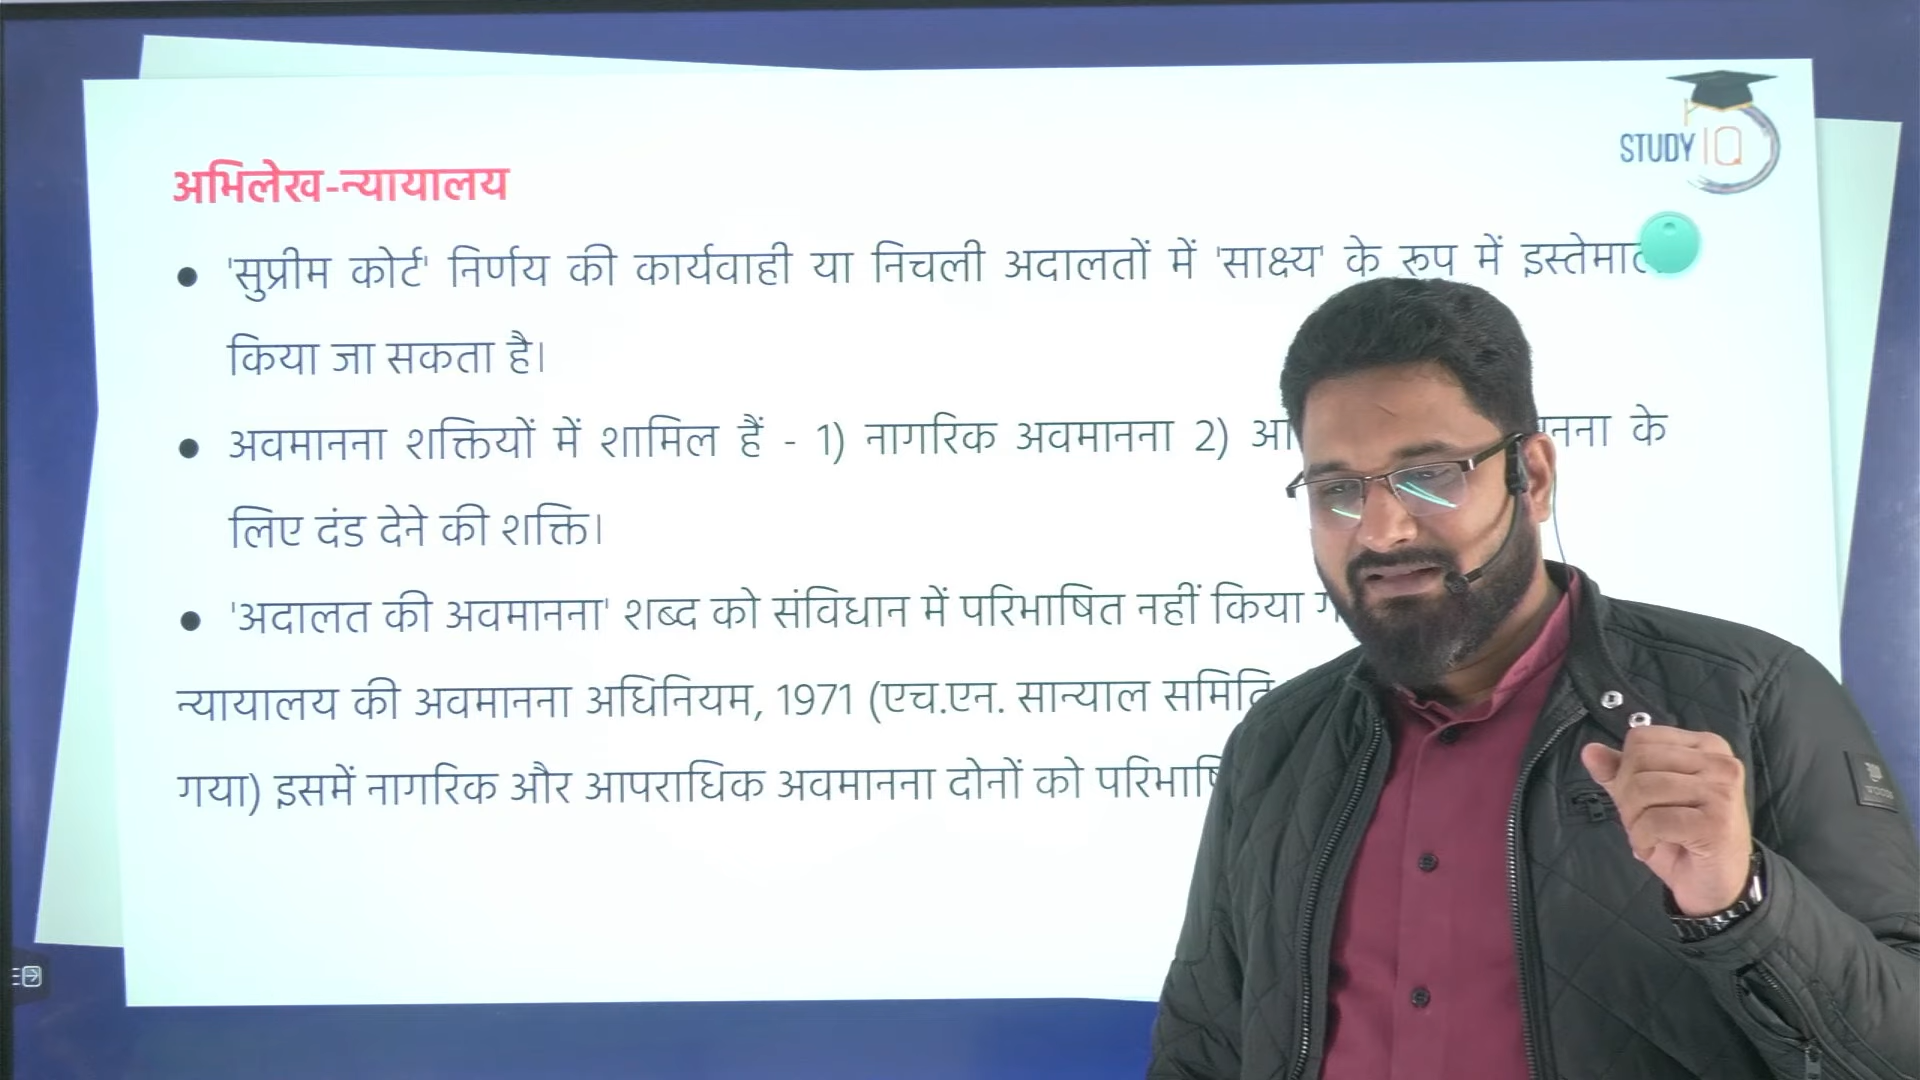 STUDY IQ
अभिलेख-न्यायालय
● 'सुप्रीम कोर्ट' निर्णय की कार्यवाही या निचली अदालतों में 'साक्ष्य' के रुप में
किया जा सकता है।
● अवमानना शक्तियों में शामिल हैं - 1) नागरिक अवमानना 2) के
लिए दंड देने की शक्ति।
● 'अदालत की अवमानना' शब्द को संविधान में परिभाषित नहीं किया
न्यायालय की अवमानना अधिनियम, 1971 (एच.एन. सान्याल समिति
गया) इसमें नागरिक और आपराधिक अवमानना दोनों को